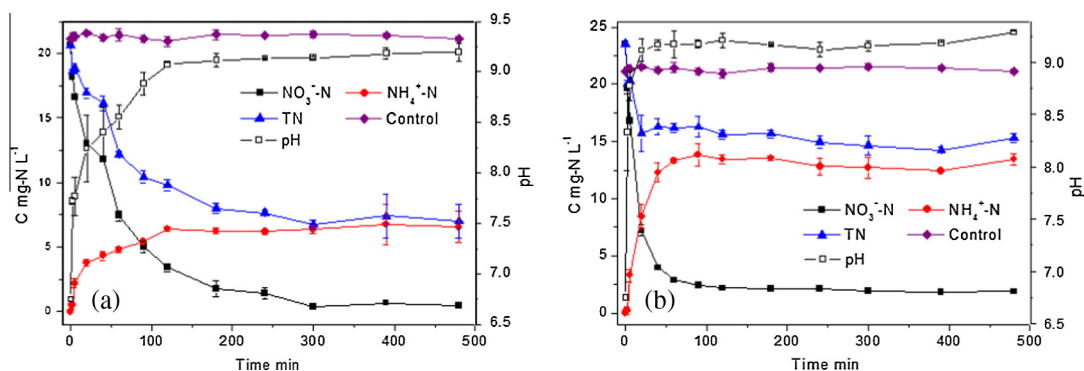 C mg-N L⁻¹
20
15
10
5
0
9.5
9.0
8.5
8.0
7.5
7.0
6.5
pH
NO₃⁻-N NH₄⁺-N
TN Control
pH
(a)
0 100 200 300 400 500
Time min
C mg-N L⁻¹
25
20
15
10
5
0
9.0
8.5
8.0
7.5
7.0
6.5
pH
NO₃⁻-N NH₄⁺-N
TN Control
pH
(b)
0 100 200 300 400 500
Time min